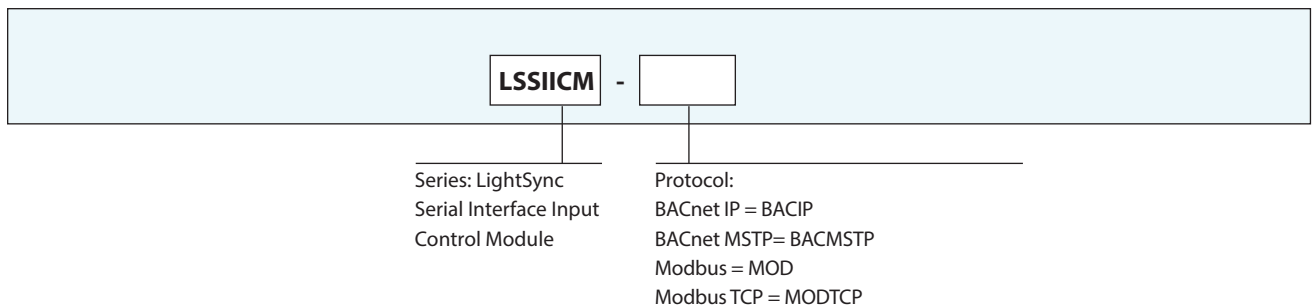 LSSIICM -
Series: LightSync
Serial Interface Input
Control Module
Protocol:
BACnet IP = BACIP
BACnet MSTP= BACMSTP
Modbus = MOD
Modbus TCP = MODTCP